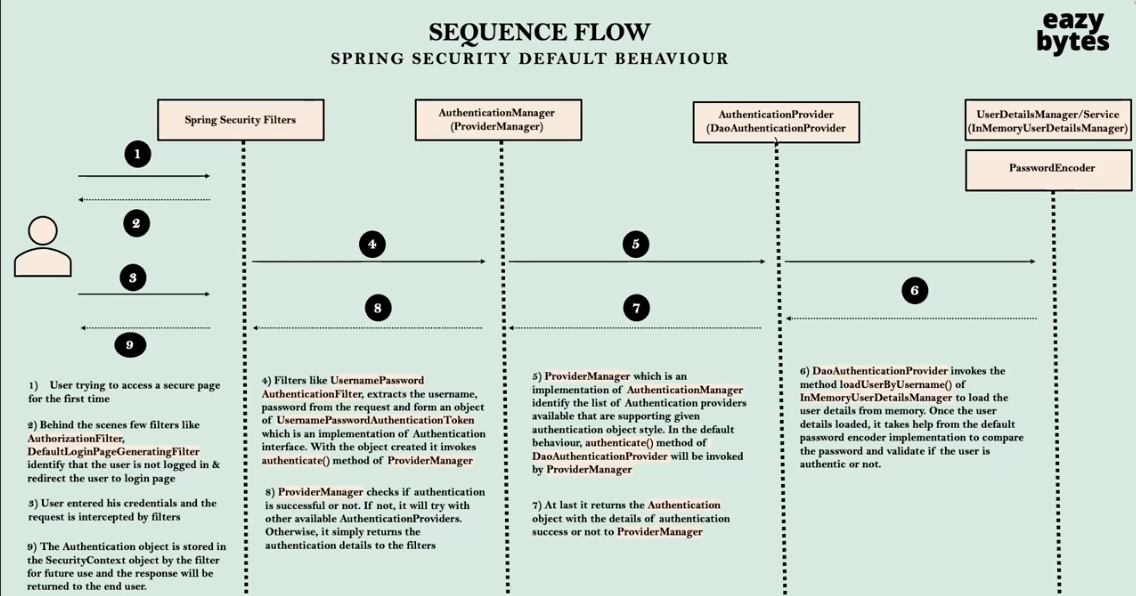 SEQUENCE FLOW
SPRING SECURITY DEFAULT BEHAVIOUR
eazy
bytes
Spring Security Filters
AuthenticationManager
(ProviderManager)
AuthenticationProvider
(DaoAuthenticationProvider
)
UserDetailsManager/Service
(InMemoryUserDetailsManager)
PasswordEncoder
1
2
3
9
4
8
5
7
6
1) User trying to access a secure page
for the first time
2) Behind the scenes few filters like
AuthorizationFilter,
DefaultLoginPageGeneratingFilter
identify that the user is not logged in &
redirect the user to login page
3) User entered his credentials and the
request is intercepted by filters
9) The Authentication object is stored in
the SecurityContext object by the filter
for future use and the response will be
returned to the end user.
4) Filters like UsernamePassword
AuthenticationFilter, extracts the username,
password from the request and form an object
of UsernamePasswordAuthenticationToken
which is an implementation of Authentication
interface. With the object created it invokes
authenticate() method of ProviderManager
8) ProviderManager checks if authentication
is successful or not. If not, it will try with
other available AuthenticationProviders.
Otherwise, it simply returns the
authentication details to the filters
5) ProviderManager which is an
implementation of AuthenticationManager
identify the list of Authentication providers
available that are supporting given
authentication object style. In the default
behaviour, authenticate() method of
DaoAuthenticationProvider will be invoked
by ProviderManager
7) At last it returns the Authentication
object with the details of authentication
success or not to ProviderManager
6) DaoAuthenticationProvider invokes the
method loadUserByUsername() of
InMemoryUserDetailsManager to load the
user details from memory. Once the user
details loaded, it takes help from the default
password encoder implementation to compare
the password and validate if the user is
authentic or not.